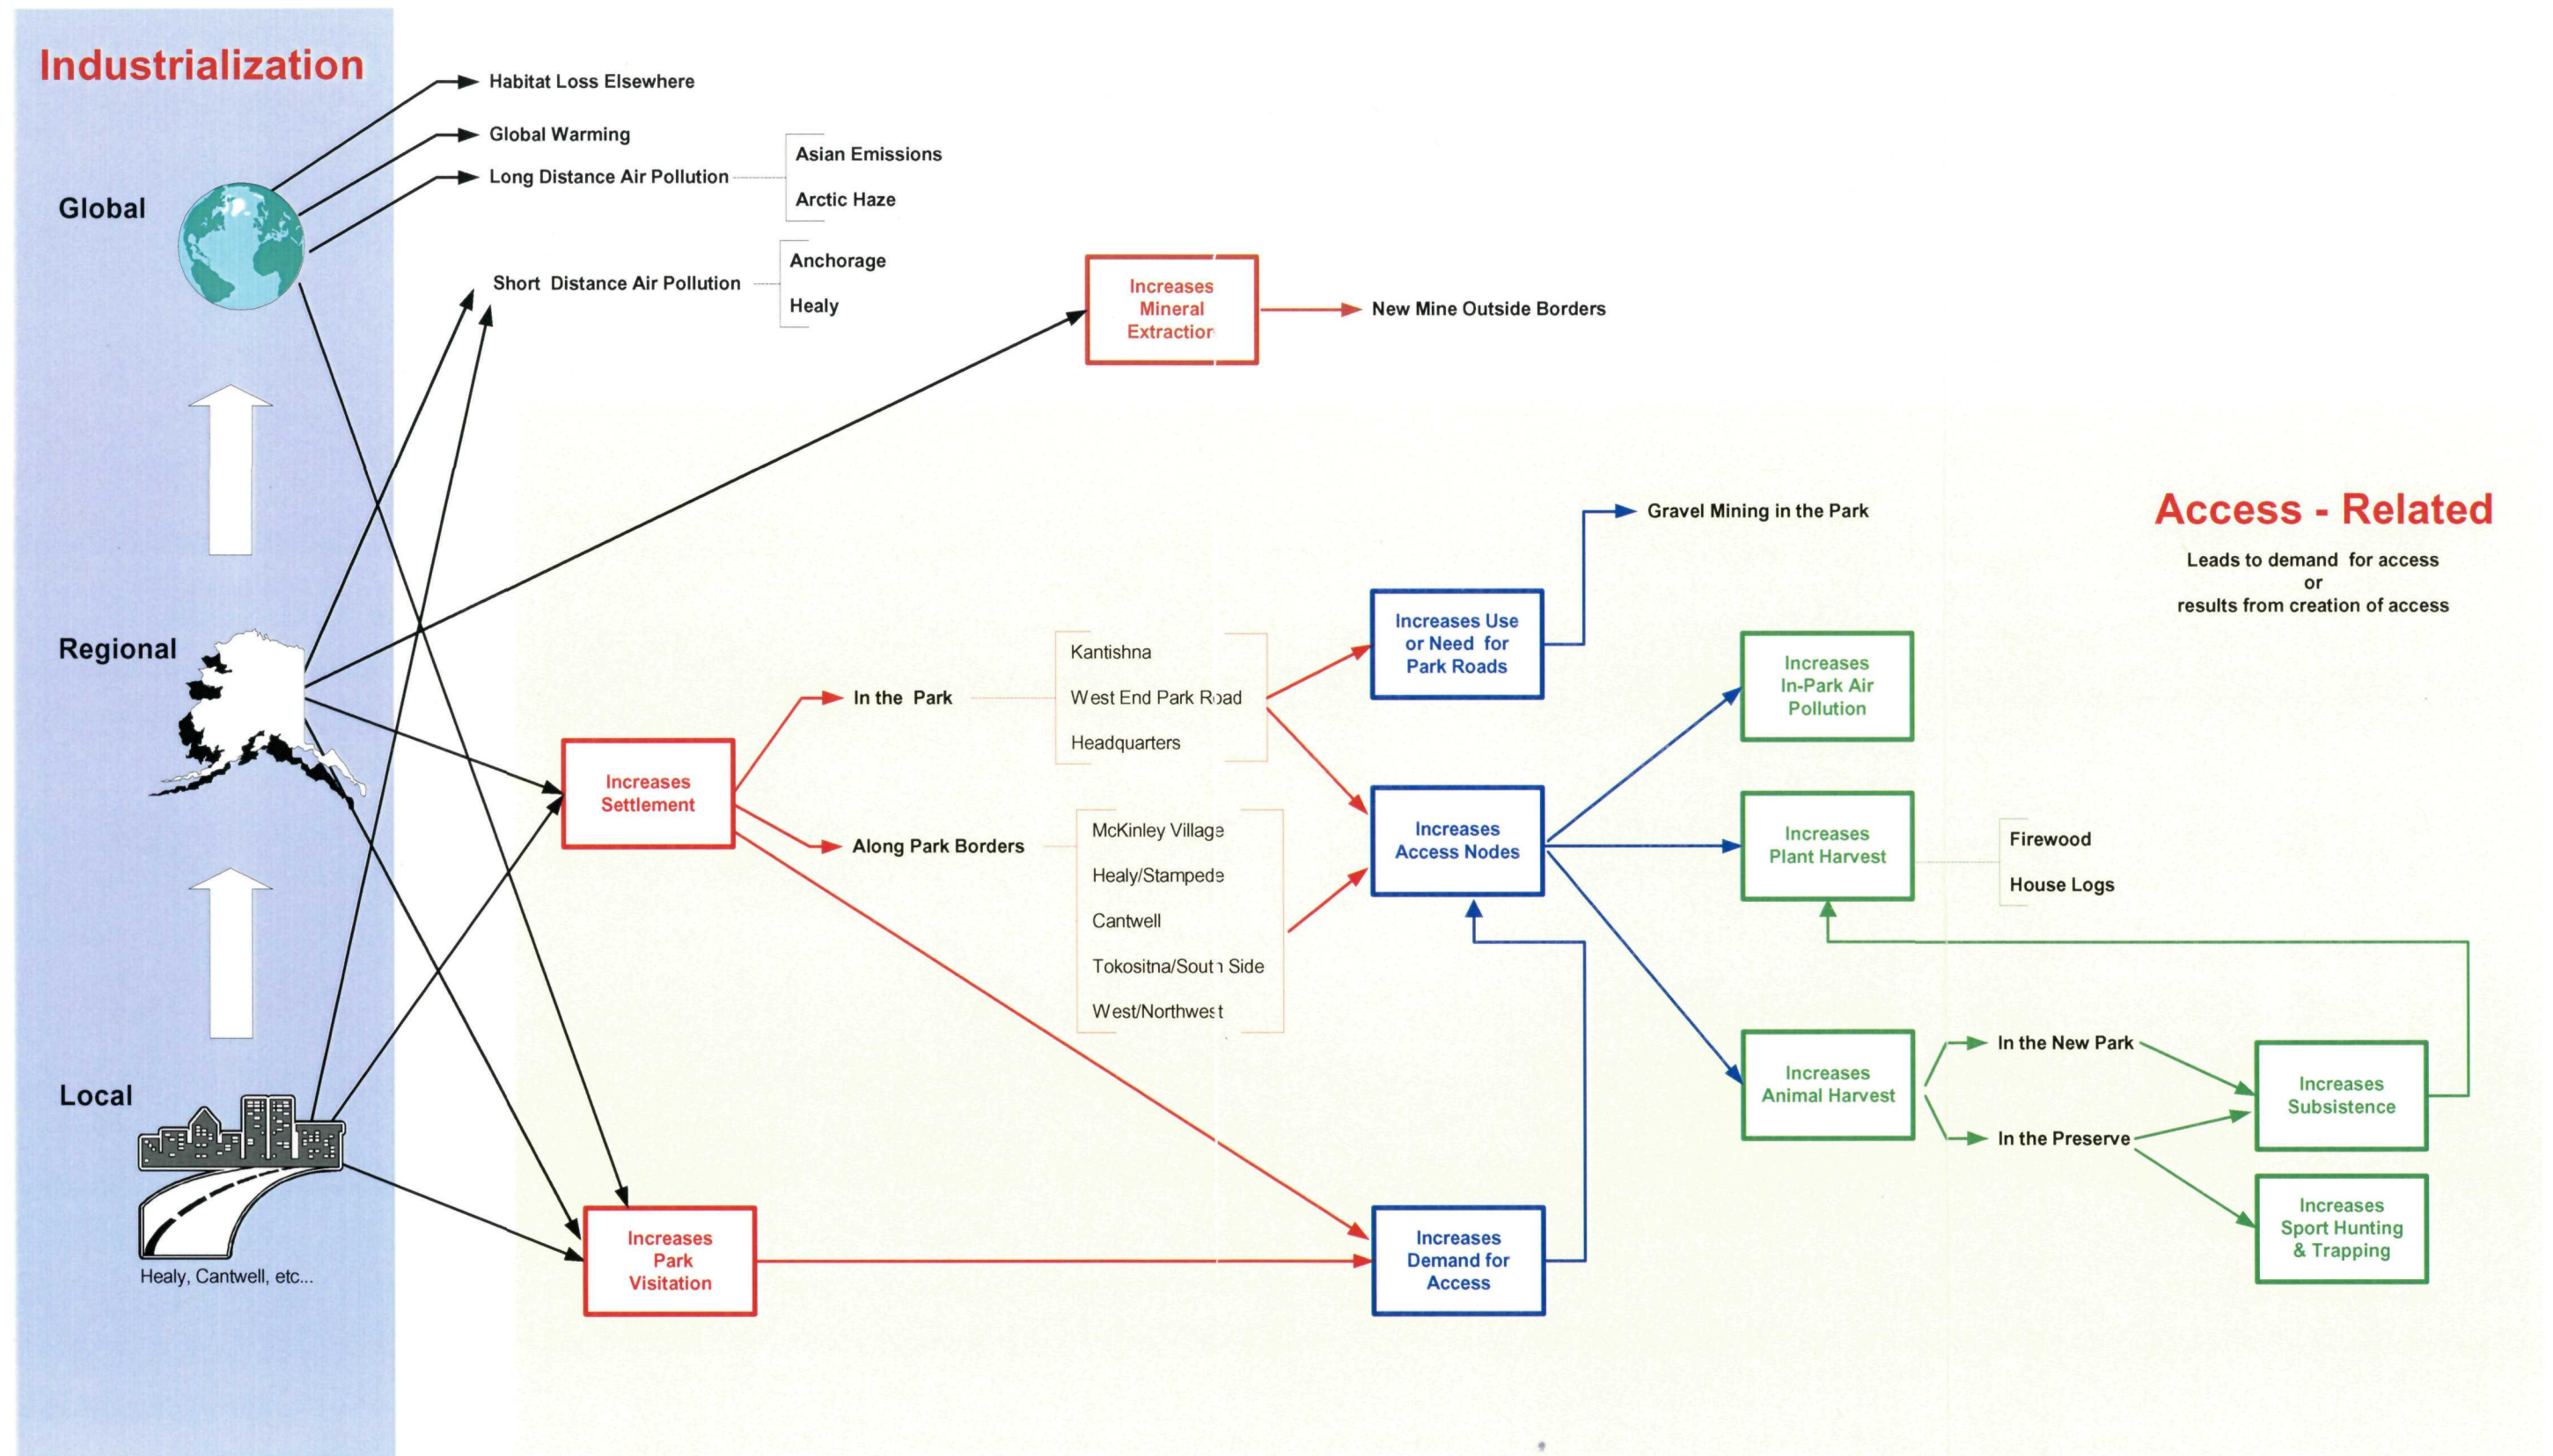 Industrialization
Global
Regional
Local
Healy, Cantwell, etc...
Habitat Loss Elsewhere
Global Warming
Long Distance Air Pollution
Asian Emissions
Arctic Haze
Short Distance Air Pollution
Anchorage
Healy
Increases
Mineral
Extraction
New Mine Outside Borders
Access - Related
Leads to demand for access
or
results from creation of access
Gravel Mining in the Park
Increases
Settlement
In the Park
Kantishna
West End Park Road
Headquarters
Along Park Borders
McKinley Village
Healy/Stampede
Cantwell
Tokositna/South Side
West/Northwest
Increases Use
or Need for
Park Roads
Increases
Access Nodes
Increases
In-Park Air
Pollution
Increases
Plant Harvest
Firewood
House Logs
Increases
Animal Harvest
In the New Park
In the Preserve
Increases
Subsistence
Increases
Sport Hunting
& Trapping
Increases
Park
Visitation
Increases
Demand for
Access